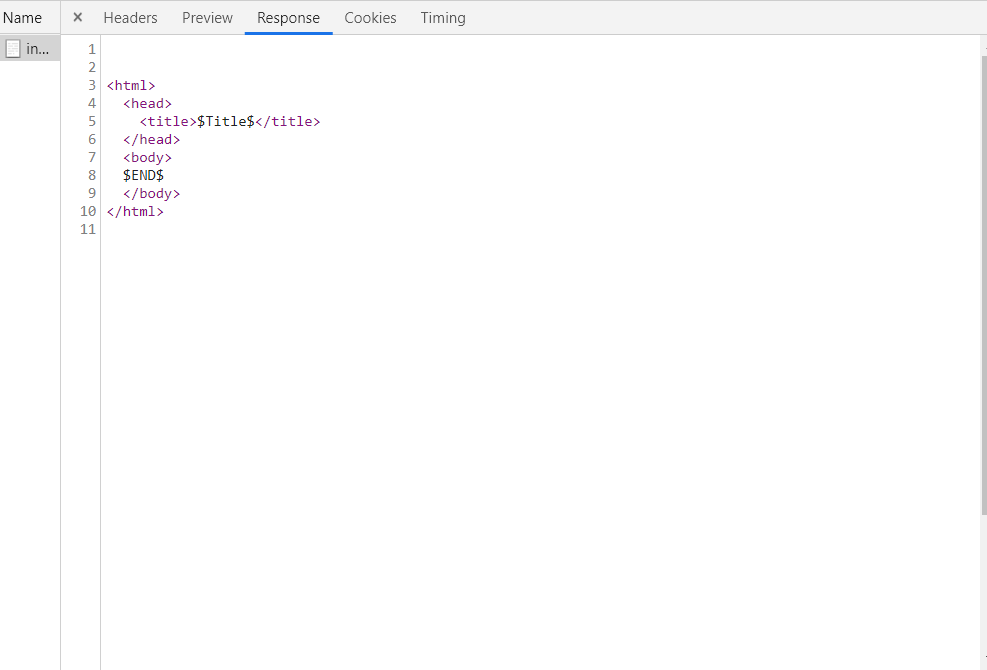 Name × Headers Preview Response Cookies Timing
in...
1
2
3 <html>
4   <head>
5     <title>$Title$</title>
6   </head>
7   <body>
8   $END$
9   </body>
10 </html>
11